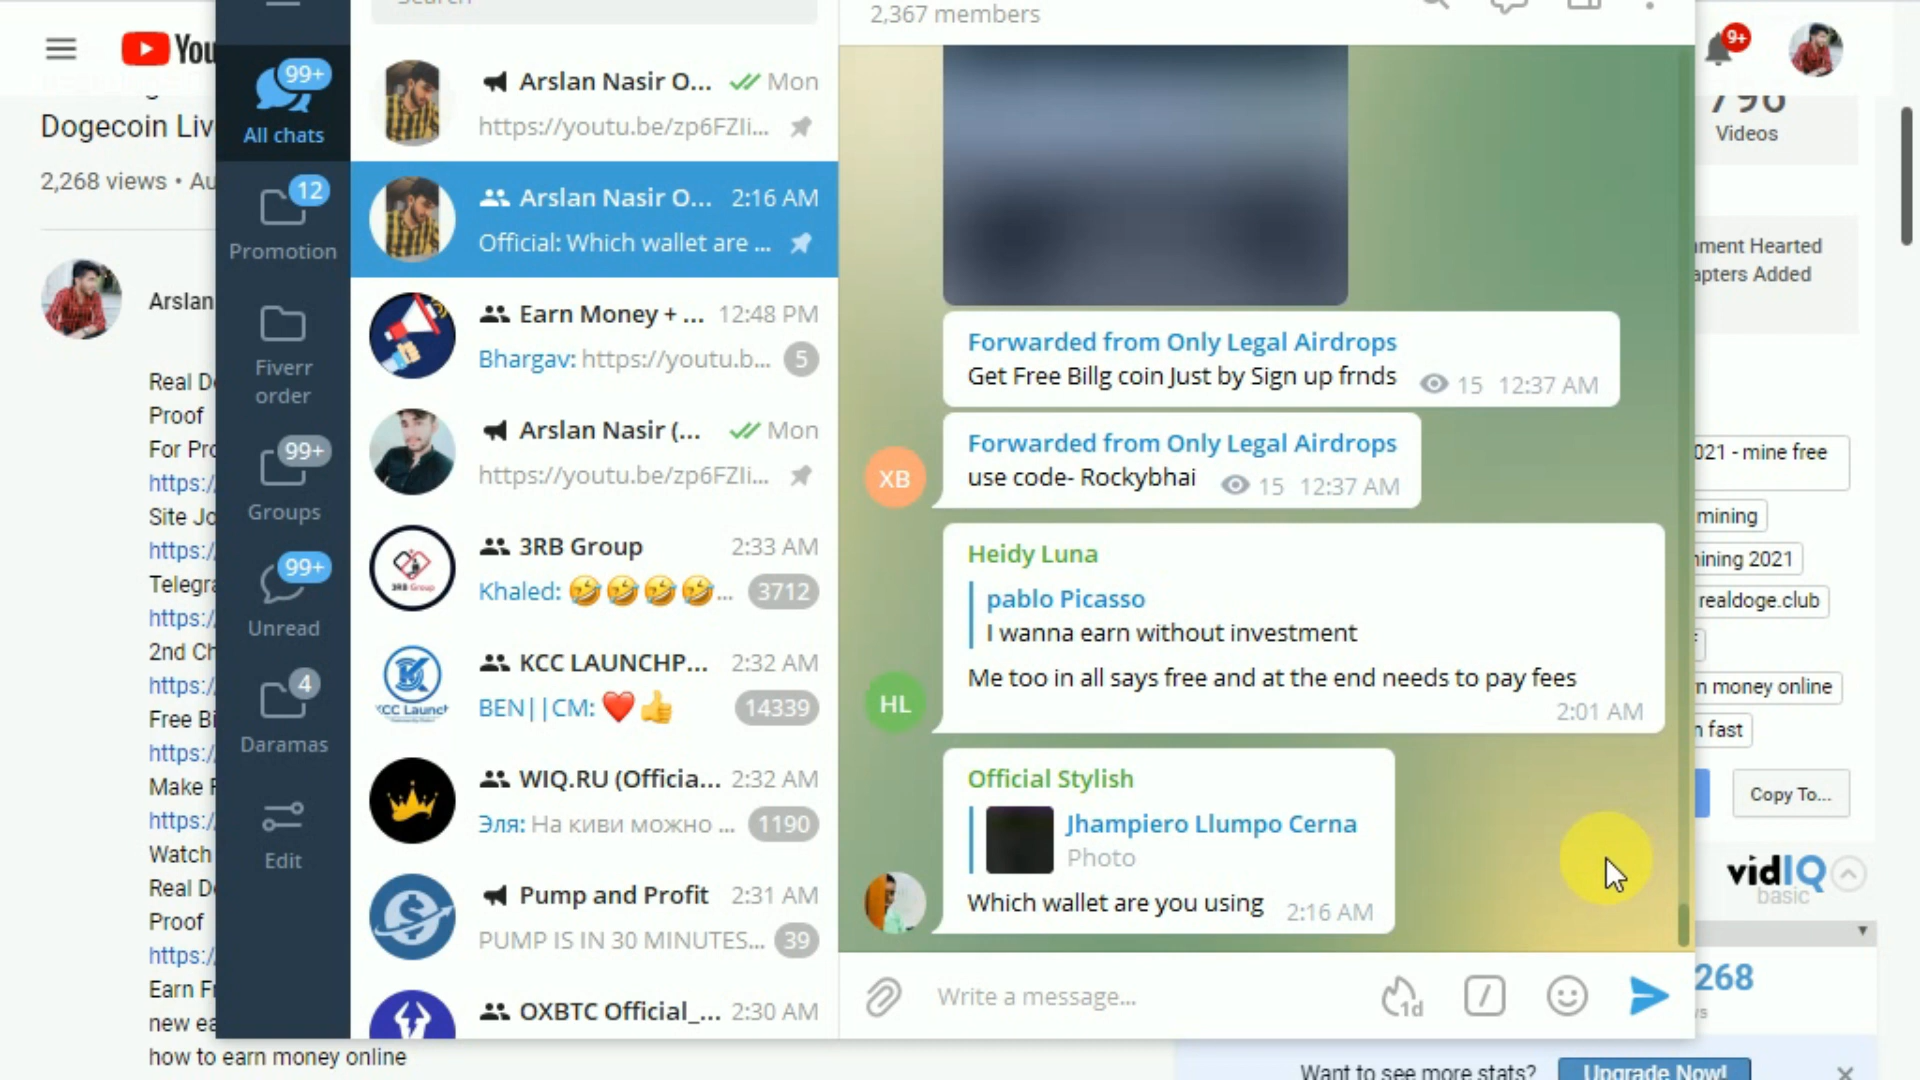 You
9+
Dogecoin Liv
2,268 views • Au
Arslan
Real D
Proof
For Pro
https:/
Site Jo
https:/
Telegra
https:/
2nd Ch
https:/
Free Bi
https:/
Make F
https:/
Watch
Real D
Proof
https:/
Earn Fr
new ea
how to earn money online
99+
All chats
12
Promotion
Fiverr
order
99+
Groups
99+
Unread
4
Daramas
Edit
Search
Arslan Nasir O... Mon
https://youtu.be/zp6FZIi...
Arslan Nasir O... 2:16 AM
Official: Which wallet are ...
Earn Money + ... 12:48 PM
Bhargav: https://youtu.b... 5
Arslan Nasir (... Mon
https://youtu.be/zp6FZIi...
3RB Group 2:33 AM
Khaled: 🤣🤣🤣🤣... 3712
KCC LAUNCHP... 2:32 AM
BEN||CM: ❤️👍 14339
WIQ.RU (Officia... 2:32 AM
Эля: На киви можно ... 1190
Pump and Profit 2:31 AM
PUMP IS IN 30 MINUTES... 39
OXBTC Official_... 2:30 AM
2,367 members
Forwarded from Only Legal Airdrops
Get Free Billg coin Just by Sign up frnds 15 12:37 AM
Forwarded from Only Legal Airdrops
XB
use code- Rockybhai 15 12:37 AM
Heidy Luna
pablo Picasso
I wanna earn without investment
Me too in all says free and at the end needs to pay fees
HL
2:01 AM
Official Stylish
Jhampiero Llumpo Cerna
Photo
Which wallet are you using 2:16 AM
Write a message...
1d
796
Videos
ment Hearted
apters Added
021 - mine free
mining
ining 2021
realdoge.club
n money online
n fast
Copy To...
vidIQ
basic
268
Want to see more stats? Upgrade Now!